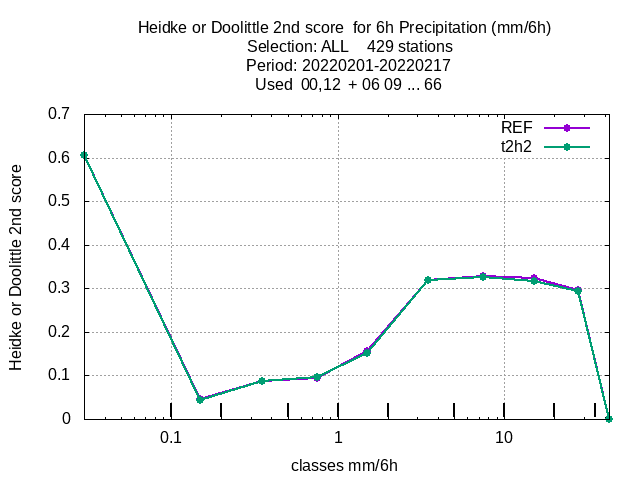 Heidke or Doolittle 2nd score  for 6h Precipitation (mm/6h)
Selection: ALL    429 stations
Period: 20220201-20220217
Used  00,12  + 06 09 ... 66
REF
t2h2
Heidke or Doolittle 2nd score
0.7
0.6
0.5
0.4
0.3
0.2
0.1
0
0.1 1 10
classes mm/6h